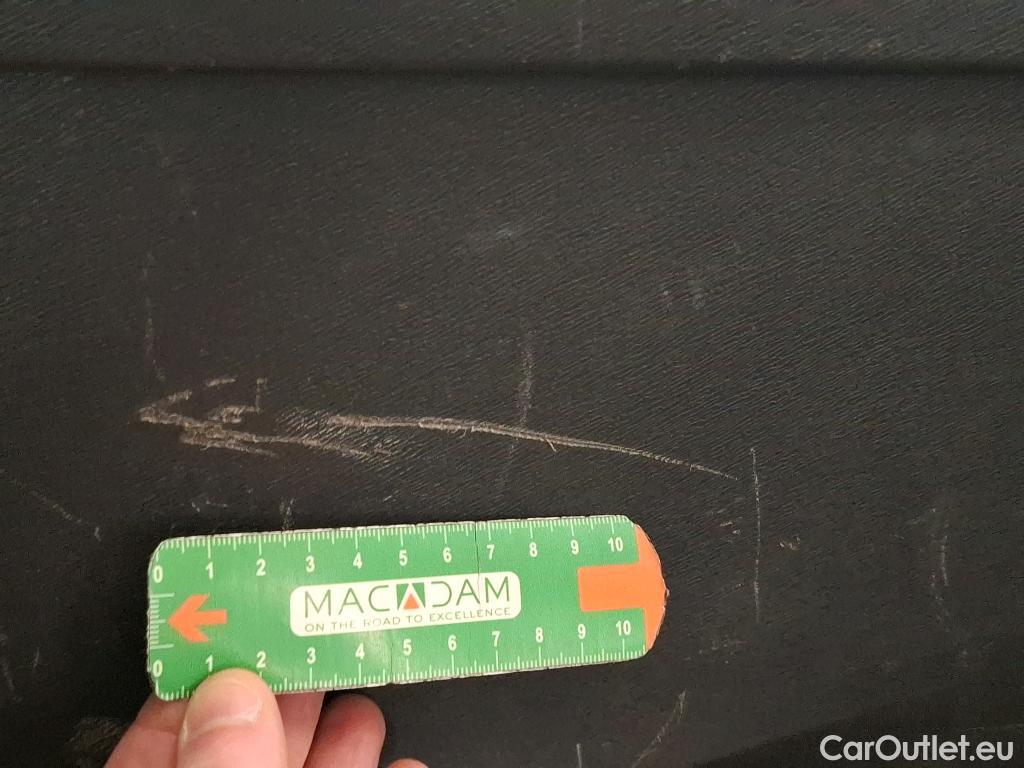 0 1 2 3 4 5 6 7 8 9 10
MACADAM
ON THE ROAD TO EXCELLENCE
0 1 2 3 4 5 6 7 8 9 10
CarOutlet.eu